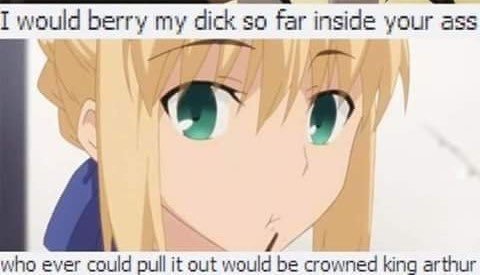 I would berry my dick so far inside your ass
who ever could pull it out would be crowned king arthur